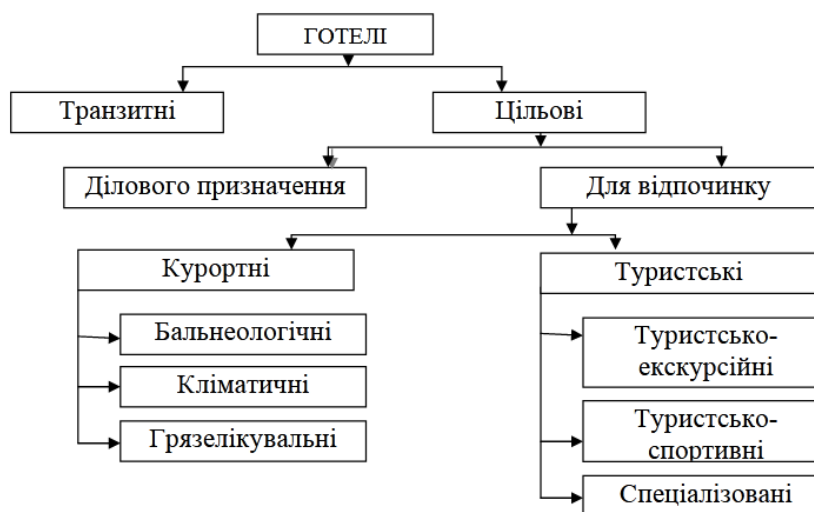 ГОТЕЛІ
Транзитні
Цільові
Ділового призначення
Для відпочинку
Курортні
Туристські
Бальнеологічні
Кліматичні
Грязелікувальні
Туристсько-
екскурсійні
Туристсько-
спортивні
Спеціалізовані